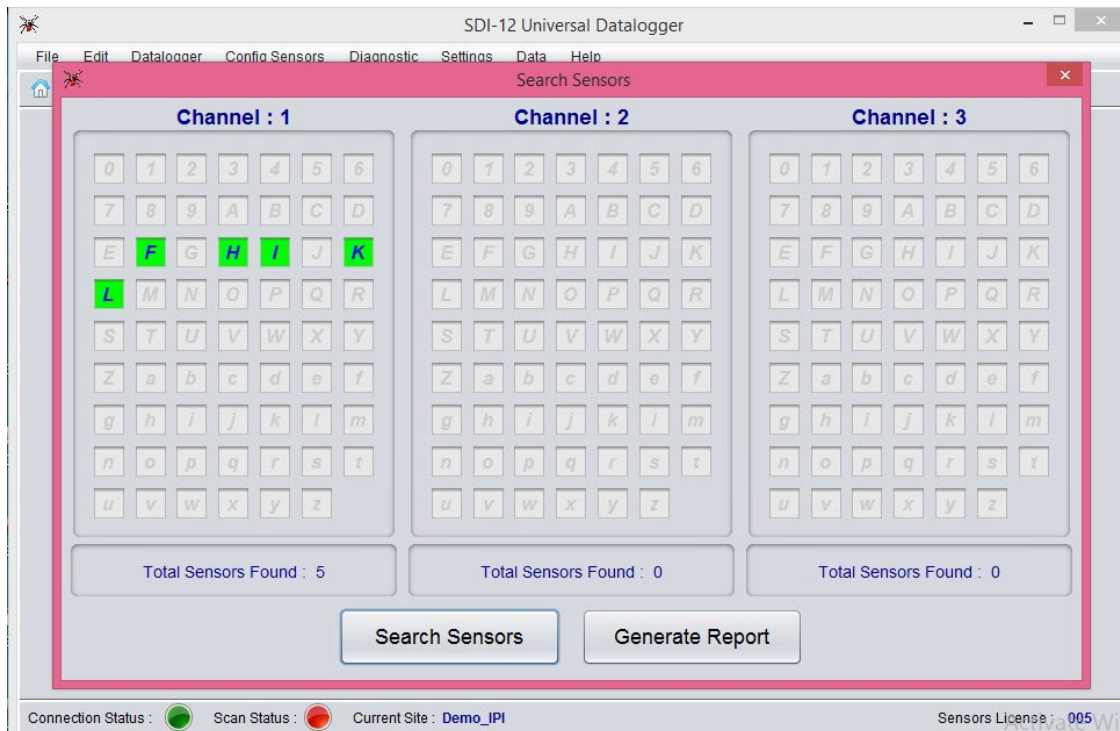 SDI-12 Universal Datalogger
File Edit Datalogger Config Sensors Diagnostic Settings Data Help
Search Sensors
Channel : 1 Channel : 2 Channel : 3
0 1 2 3 4 5 6 0 1 2 3 4 5 6 0 1 2 3 4 5 6
7 8 9 A B C D 7 8 9 A B C D 7 8 9 A B C D
E F G H I J K E F G H I J K E F G H I J K
L M N O P Q R L M N O P Q R L M N O P Q R
S T U V W X Y S T U V W X Y S T U V W X Y
Z a b c d e f Z a b c d e f Z a b c d e f
g h i j k l m g h i j k l m g h i j k l m
n o p q r s t n o p q r s t n o p q r s t
u v w x y z u v w x y z u v w x y z
Total Sensors Found : 5 Total Sensors Found : 0 Total Sensors Found : 0
Search Sensors Generate Report
Connection Status : Scan Status : Current Site : Demo_IPI Sensors License : 005
Activate Wi